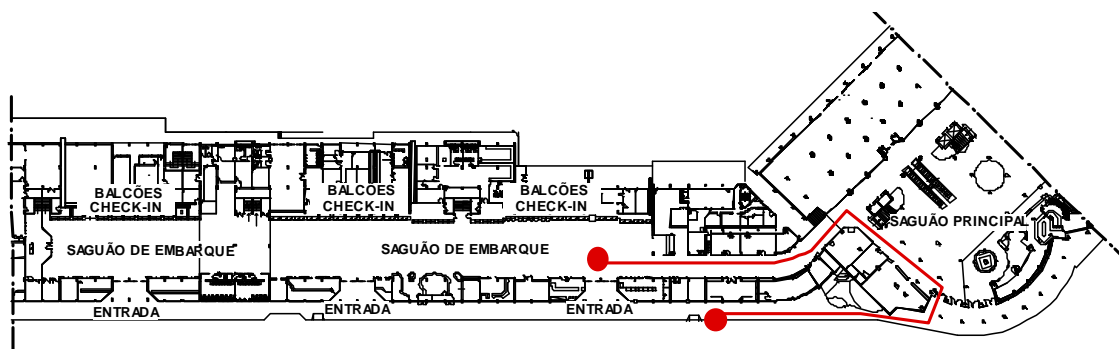 BALCÕES
CHECK-IN
BALCÕES
CHECK-IN
BALCÕES
CHECK-IN
SAGUÃO PRINCIPAL
SAGUÃO DE EMBARQUE
SAGUÃO DE EMBARQUE
ENTRADA
ENTRADA
ENTRADA